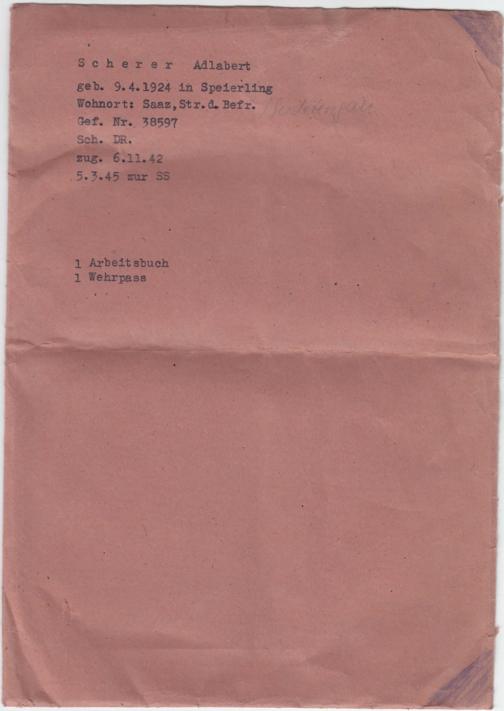 S c h e r e r  Adlabert
geb. 9.4.1924 in Speierling
Wohnort: Saaz,Str.d. Befr.
Gef. Nr. 38597
Sch. DR.
zug. 6.11.42
5.3.45 zur SS
1 Arbeitsbuch
1 Wehrpass